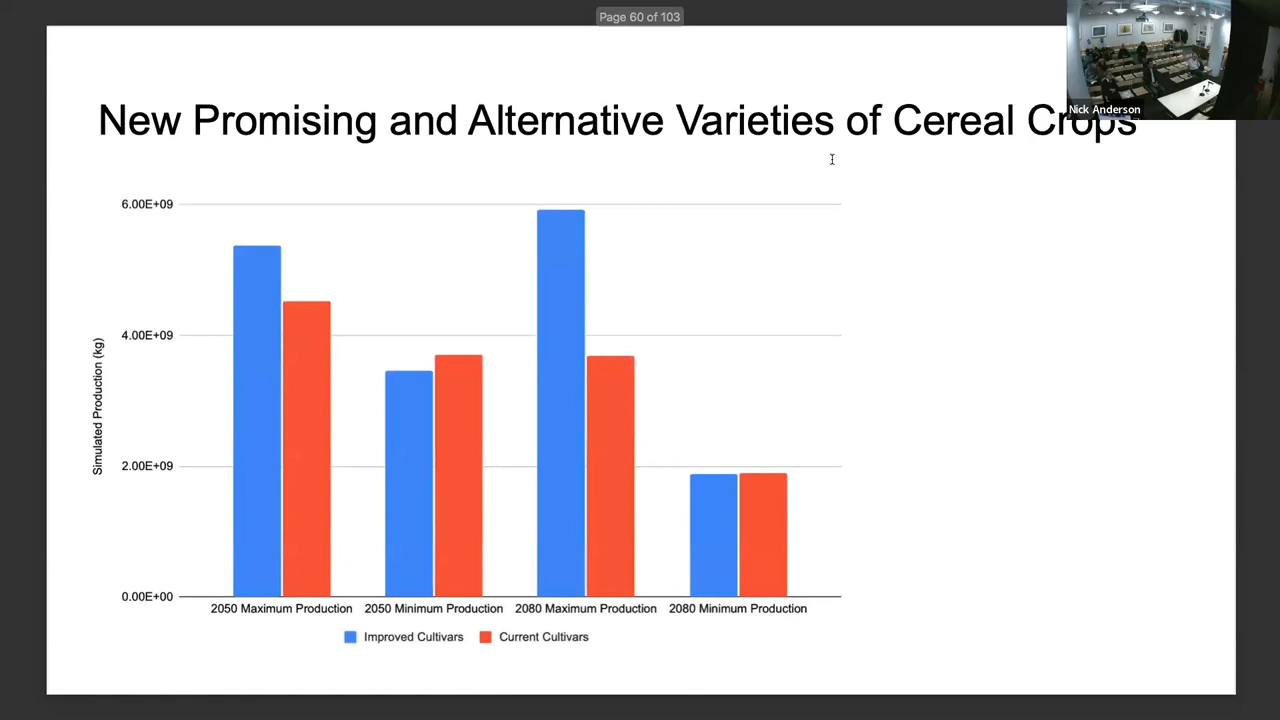 Page 60 of 103
Nick Anderson
New Promising and Alternative Varieties of Cereal Crops
6.00E+09
4.00E+09
2.00E+09
0.00E+00
Simulated Production (kg)
2050 Maximum Production
2050 Minimum Production
2080 Maximum Production
2080 Minimum Production
Improved Cultivars
Current Cultivars